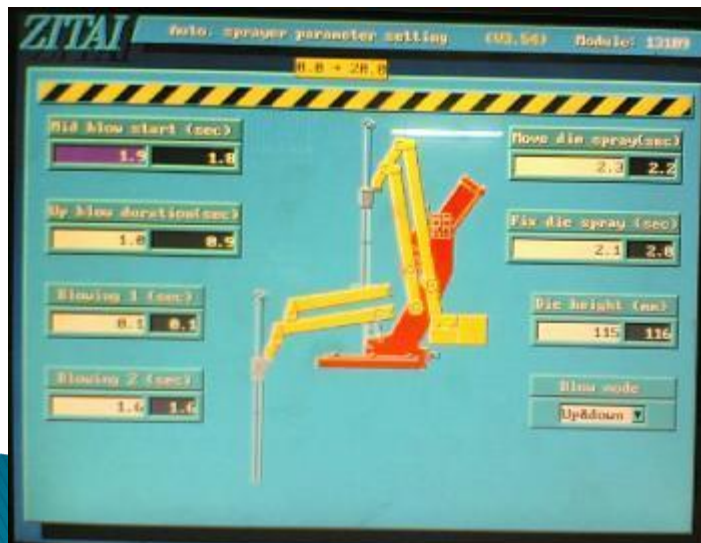 ZITAI
Auto. sprayer parameter setting (V3.56) Module: 13109
0.0 → 20.0
Mid blow start (sec)
1.9 1.8
Up blow duration(sec)
1.0 0.9
Blowing 1 (sec)
0.1 0.1
Blowing 2 (sec)
1.6 1.6
Move die spray(sec)
2.3 2.2
Fix die spray (sec)
2.1 2.0
Die height (mm)
115 116
Blow mode
Up&down